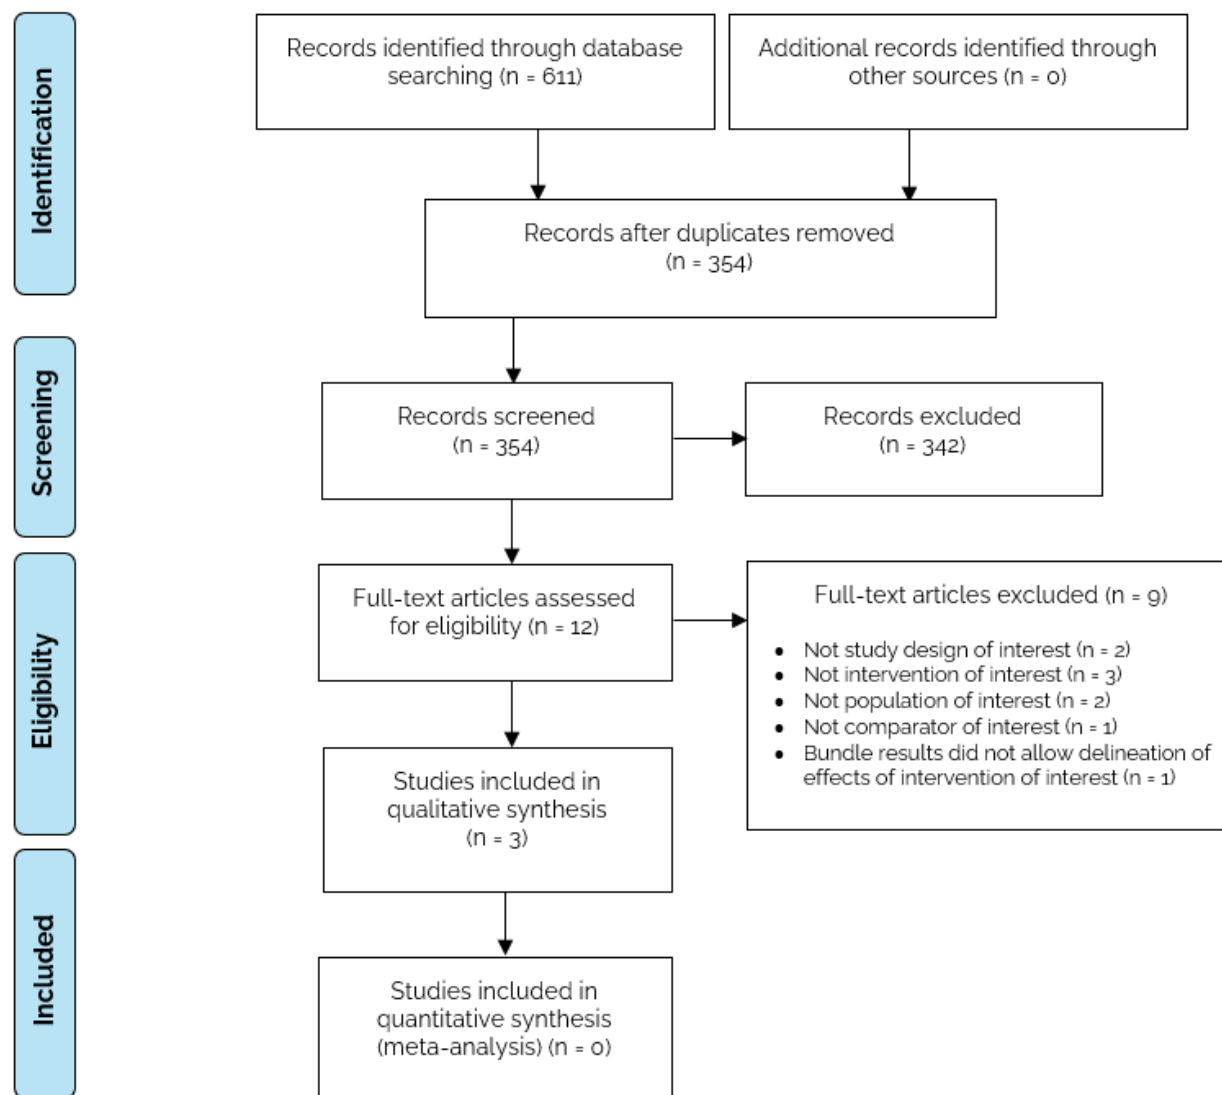 Identification
Records identified through database
searching (n = 611)
Additional records identified through
other sources (n = 0)
Records after duplicates removed
(n = 354)
Screening
Records screened
(n = 354)
Records excluded
(n = 342)
Eligibility
Full-text articles assessed
for eligibility (n = 12)
Full-text articles excluded (n = 9)
• Not study design of interest (n = 2)
• Not intervention of interest (n = 3)
• Not population of interest (n = 2)
• Not comparator of interest (n = 1)
• Bundle results did not allow delineation of
effects of intervention of interest (n = 1)
Studies included in
qualitative synthesis
(n = 3)
Included
Studies included in
quantitative synthesis
(meta-analysis) (n = 0)